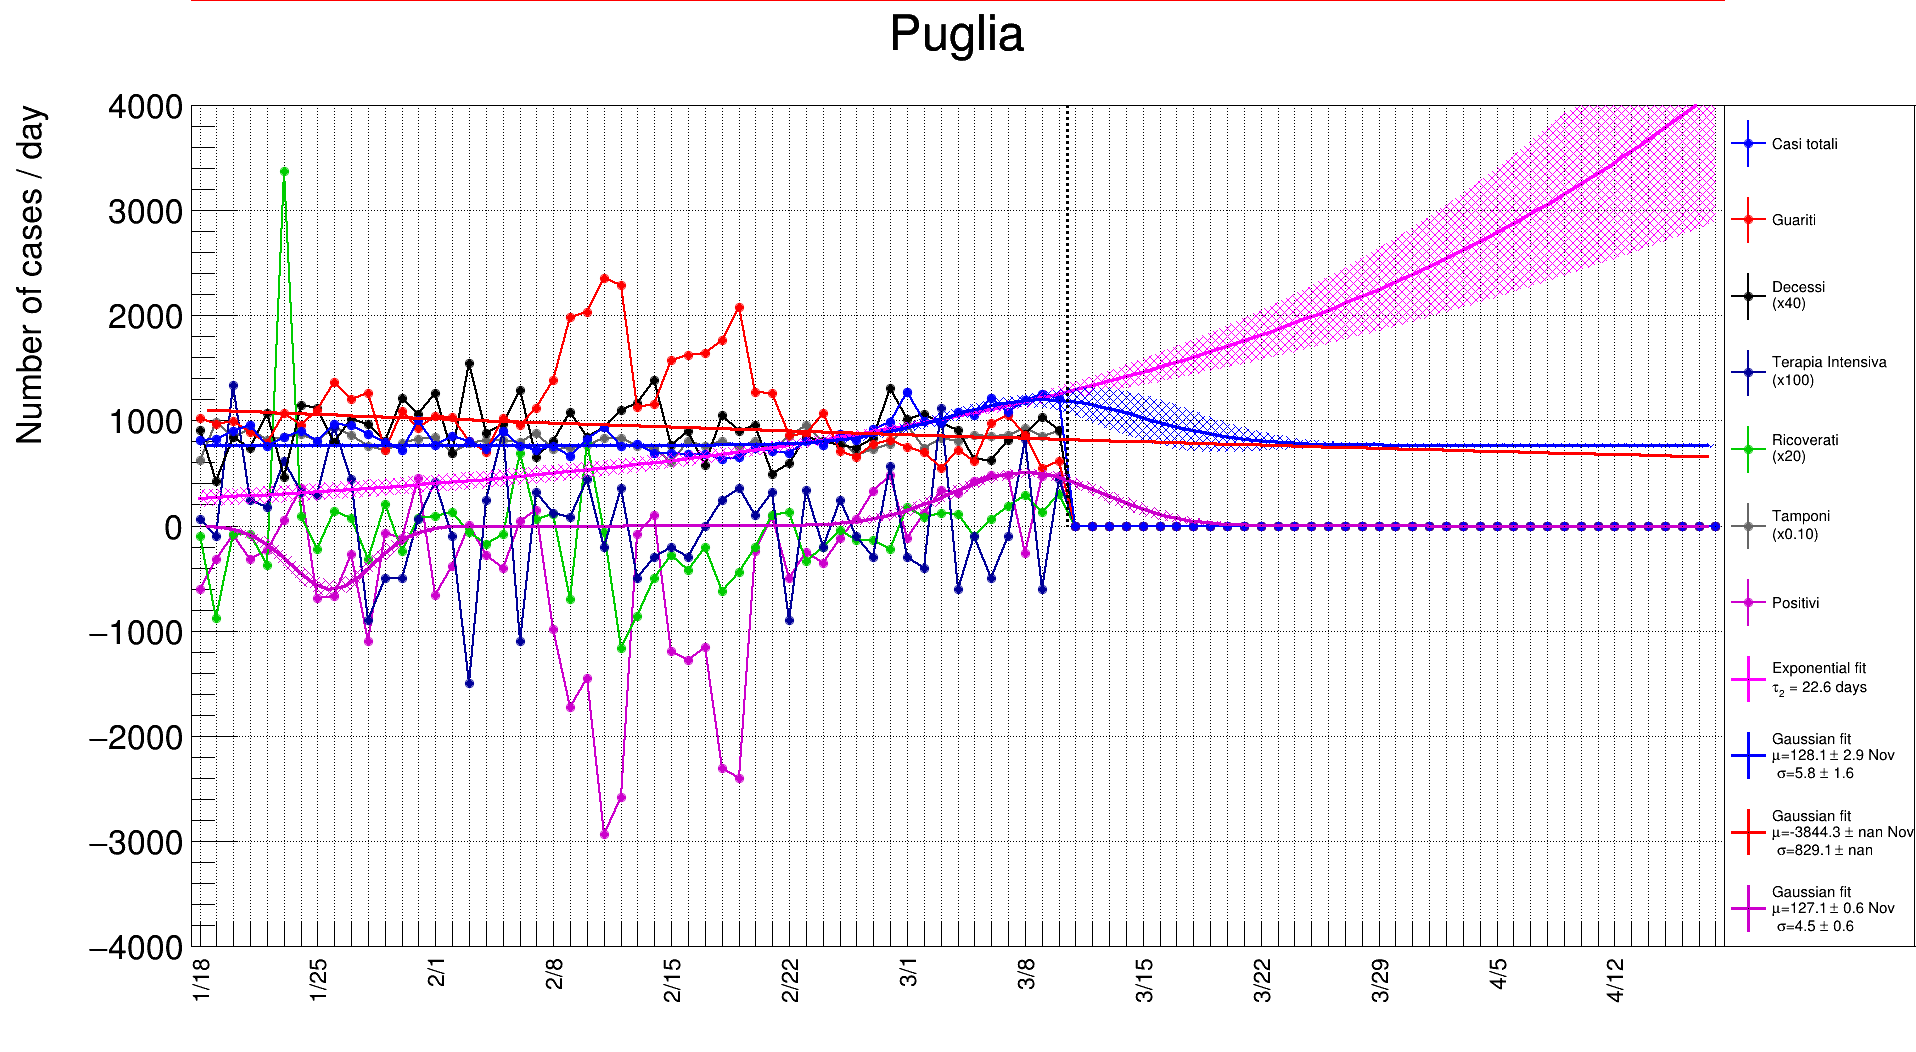 Puglia
Number of cases / day
4000
3000
2000
1000
0
−1000
−2000
−3000
−4000
1/18
1/25
2/1
2/8
2/15
2/22
3/1
3/8
3/15
3/22
3/29
4/5
4/12
Casi totali
Guariti
Decessi
(x40)
Terapia Intensiva
(x100)
Ricoverati
(x20)
Tamponi
(x0.10)
Positivi
Exponential fit
τ2 = 22.6 days
Gaussian fit
μ=128.1 ± 2.9 Nov
σ=5.8 ± 1.6
Gaussian fit
μ=-3844.3 ± nan Nov
σ=829.1 ± nan
Gaussian fit
μ=127.1 ± 0.6 Nov
σ=4.5 ± 0.6